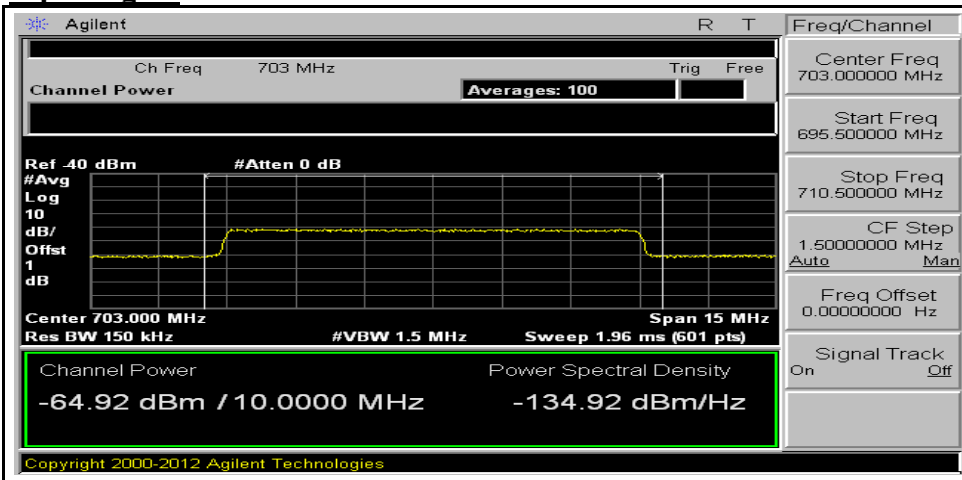 Agilent R T
Ch Freq 703 MHz Trig Free
Channel Power Averages: 100
Ref -40 dBm #Atten 0 dB
#Avg
Log
10
dB/
Offst
1
dB
Center 703.000 MHz Span 15 MHz
Res BW 150 kHz #VBW 1.5 MHz Sweep 1.96 ms (601 pts)
Channel Power Power Spectral Density
-64.92 dBm / 10.0000 MHz -134.92 dBm/Hz
Copyright 2000-2012 Agilent Technologies
Freq/Channel
Center Freq
703.000000 MHz
Start Freq
695.500000 MHz
Stop Freq
710.500000 MHz
CF Step
1.50000000 MHz
Auto Man
Freq Offset
0.00000000 Hz
Signal Track
On Off